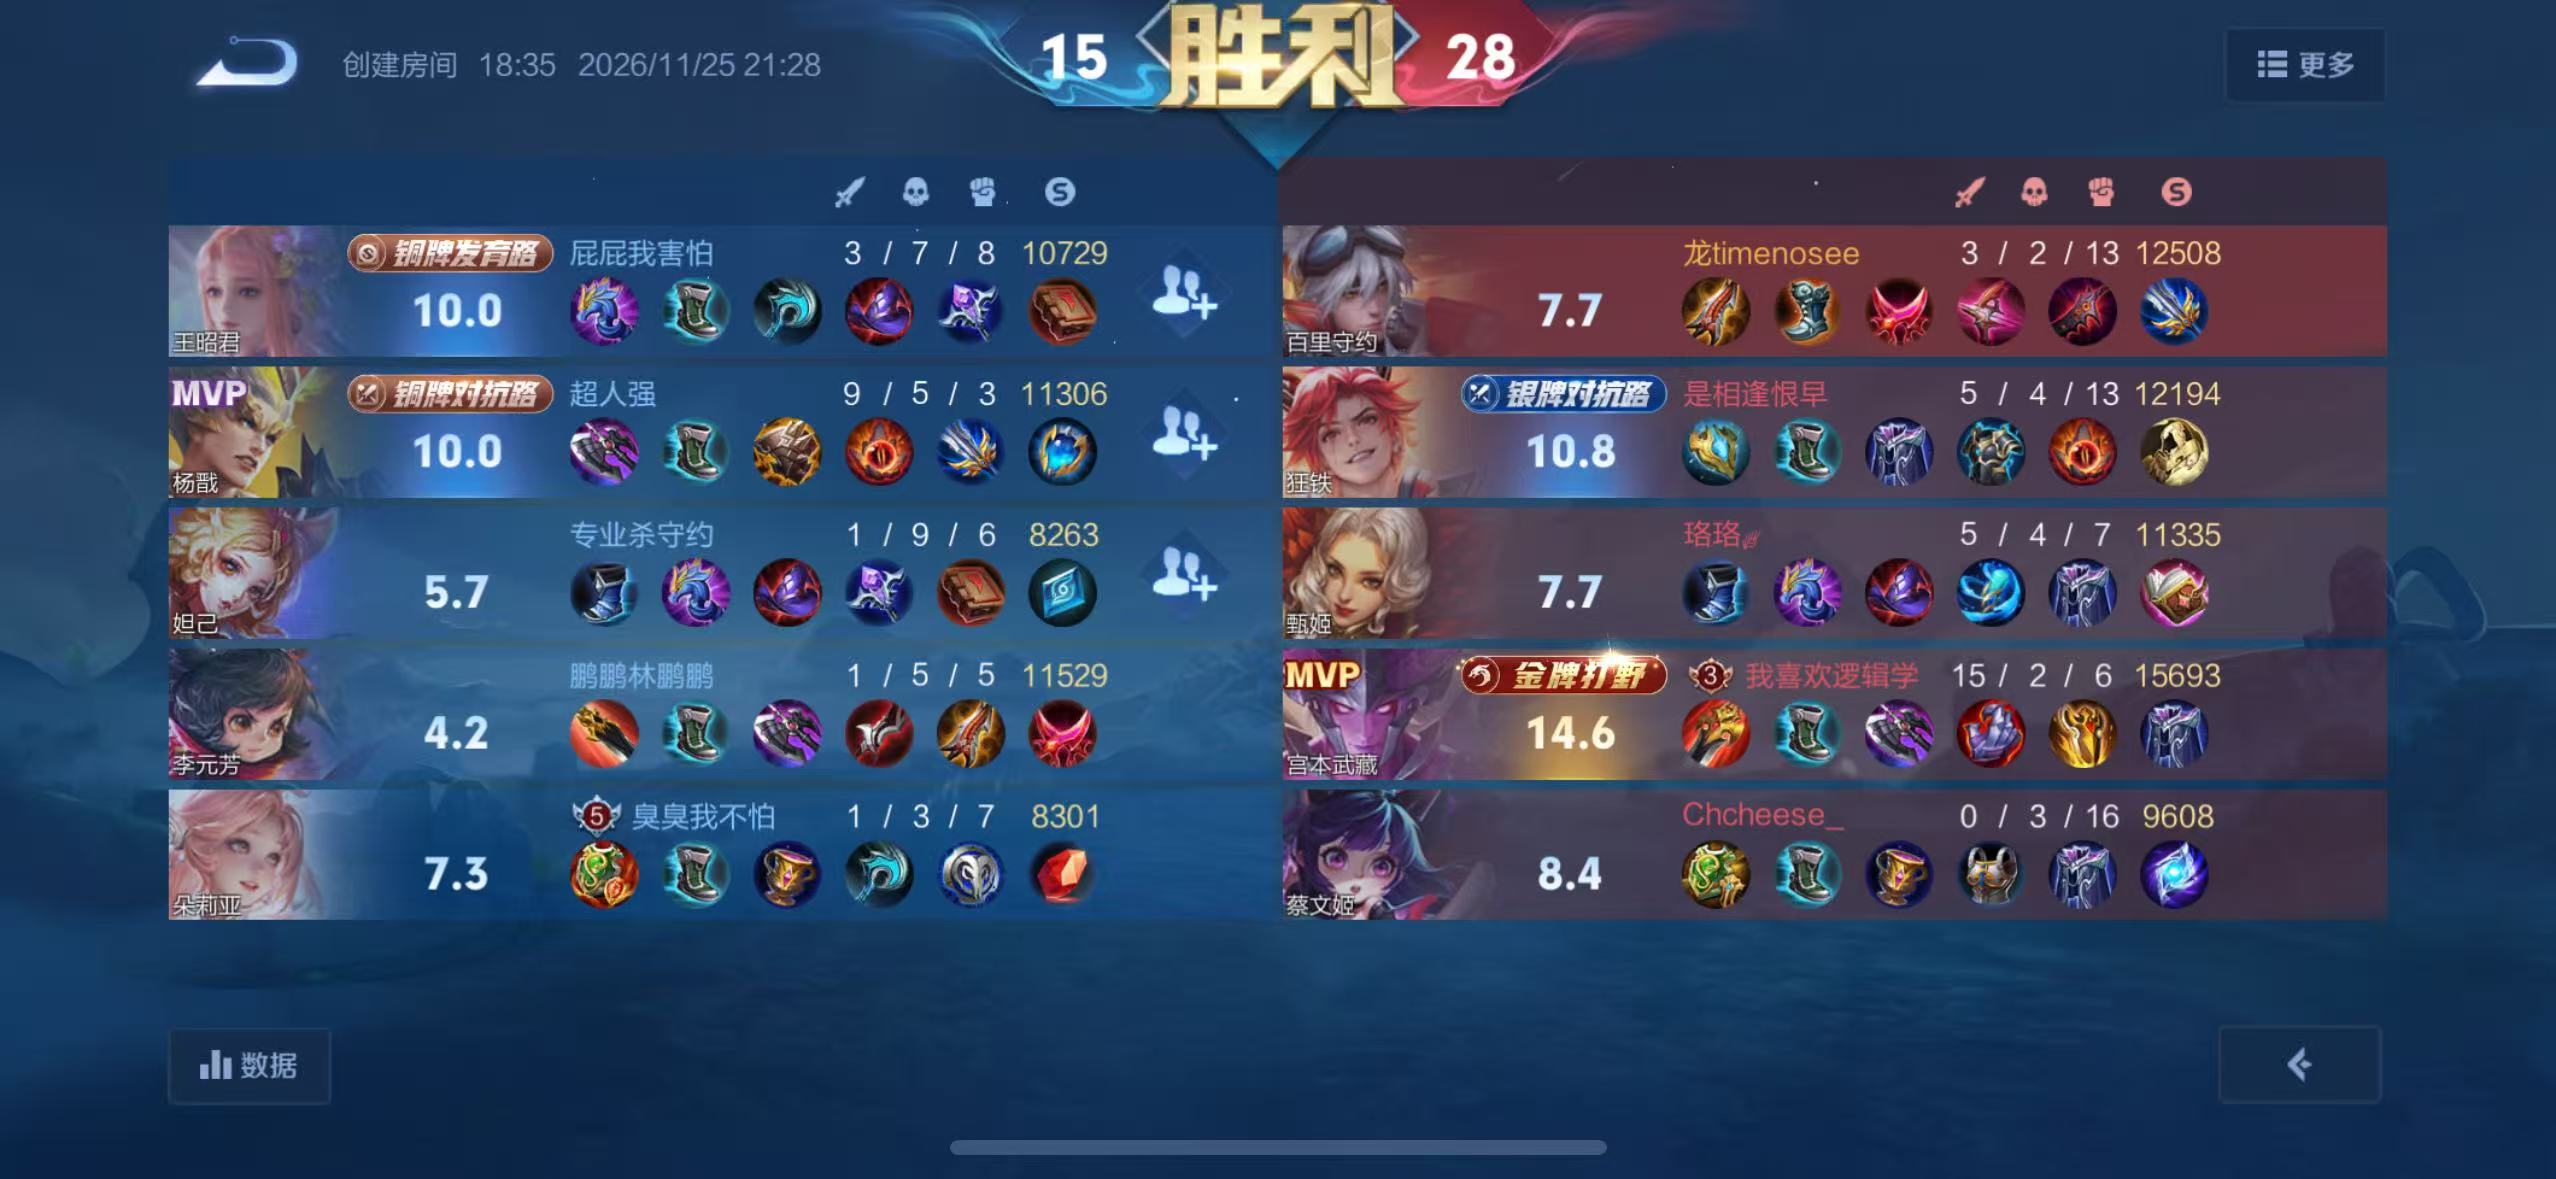 创建房间 18:35 2026/11/25 21:28
15 胜利 28
更多
王昭君 铜牌发育路 10.0 屁屁我害怕 3 / 7 / 8 10729
MVP 杨戬 铜牌对抗路 10.0 超人强 9 / 5 / 3 11306
妲己 5.7 专业杀守约 1 / 9 / 6 8263
李元芳 4.2 鹏鹏林鹏鹏 1 / 5 / 5 11529
朵莉亚 7.3 5 臭臭我不怕 1 / 3 / 7 8301
百里守约 7.7 龙timenosee 3 / 2 / 13 12508
狂铁 银牌对抗路 10.8 是相逢恨早 5 / 4 / 13 12194
甄姬 7.7 珞珞 5 / 4 / 7 11335
MVP 宫本武藏 金牌打野 14.6 3 我喜欢逻辑学 15 / 2 / 6 15693
蔡文姬 8.4 Chcheese_ 0 / 3 / 16 9608
数据